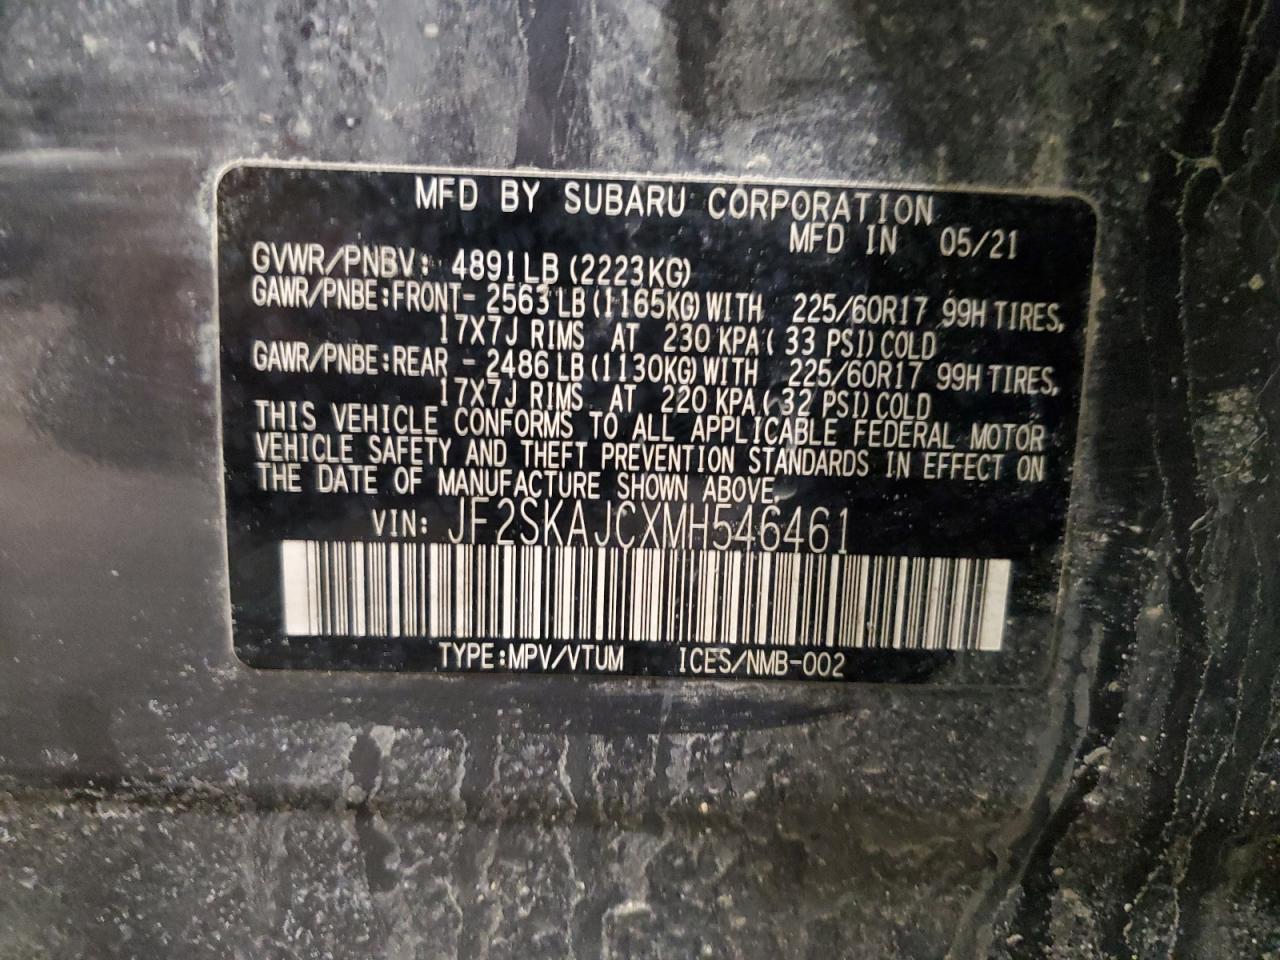 MFD BY SUBARU CORPORATION
MFD IN 05/21
GVWR/PNBV: 4891LB (2223KG)
GAWR/PNBE:FRONT- 2563 LB (1165KG) WITH 225/60R17 99H TIRES,
17X7J RIMS AT 230 KPA ( 33 PSI) COLD
GAWR/PNBE:REAR - 2486 LB (1130KG) WITH 225/60R17 99H TIRES,
17X7J RIMS AT 220 KPA ( 32 PSI) COLD
THIS VEHICLE CONFORMS TO ALL APPLICABLE FEDERAL MOTOR
VEHICLE SAFETY AND THEFT PREVENTION STANDARDS IN EFFECT ON
THE DATE OF MANUFACTURE SHOWN ABOVE.
VIN: JF2SKAJCXMH546461
TYPE:MPV/VTUM ICES/NMB-002